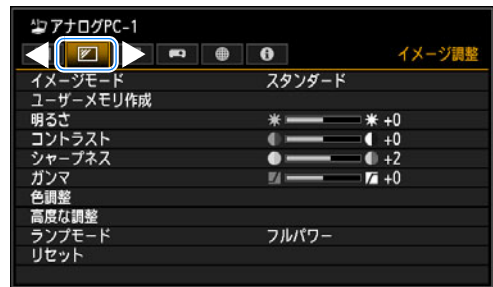 アナログPC-1
イメージ調整
イメージモード スタンダード
ユーザーメモリ作成
明るさ +0
コントラスト +0
シャープネス +2
ガンマ +0
色調整
高度な調整
ランプモード フルパワー
リセット